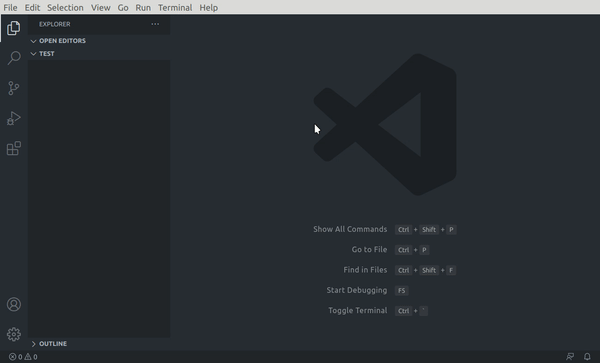 File Edit Selection View Go Run Terminal Help
EXPLORER ...
OPEN EDITORS
TEST
Show All Commands Ctrl + Shift + P
Go to File Ctrl + P
Find in Files Ctrl + Shift + F
Start Debugging F5
Toggle Terminal Ctrl + `
OUTLINE
0 0